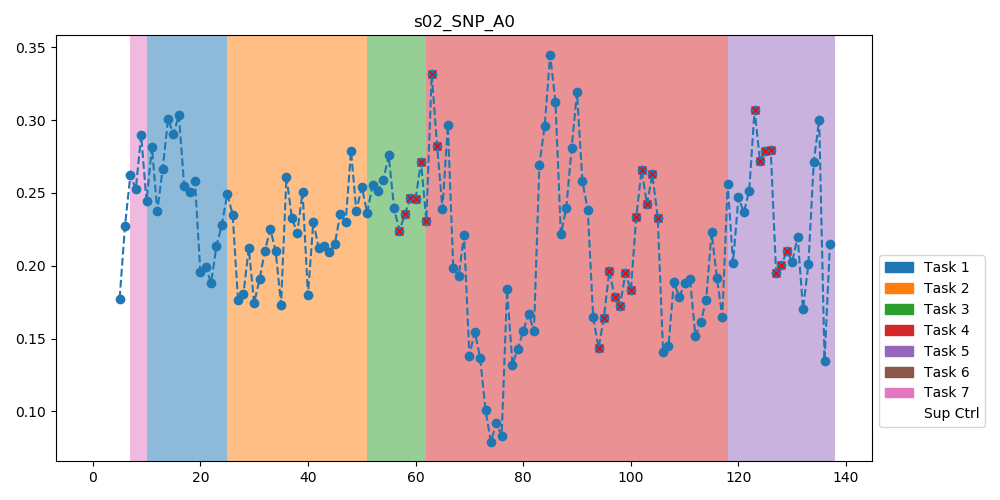 s02_SNP_A0
0.35
0.30
0.25
0.20
0.15
0.10
0 20 40 60 80 100 120 140
Task 1
Task 2
Task 3
Task 4
Task 5
Task 6
Task 7
Sup Ctrl